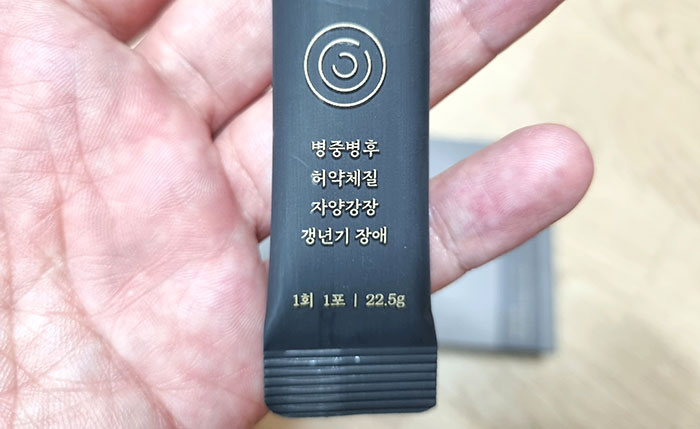 병중병후
허약체질
자양강장
갱년기 장애
1회 1포 | 22.5g